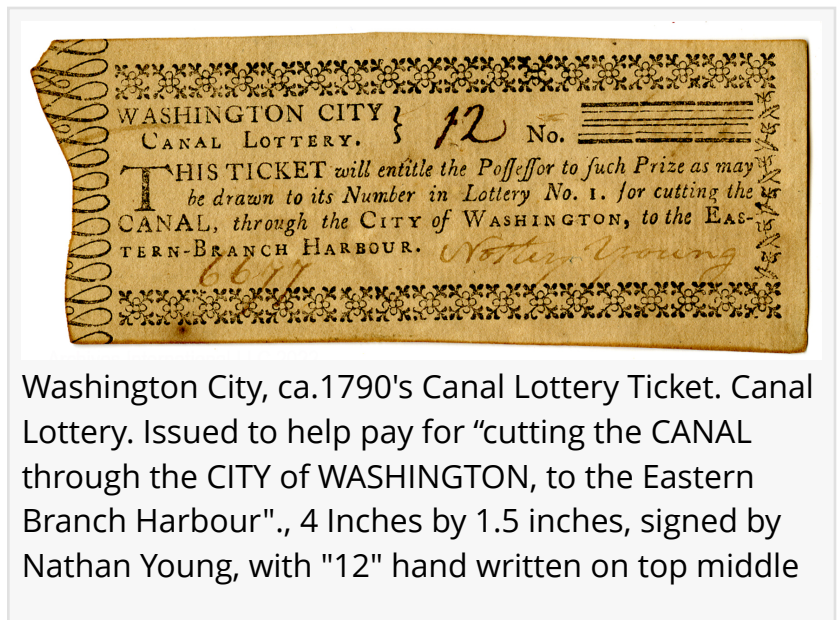 WASHINGTON CITY } 12 No.
CANAL LOTTERY.
THIS TICKET will entitle the Poſſeſſor to ſuch Prize as may
be drawn to its Number in Lottery No. 1. for cutting the
CANAL, through the CITY of WASHINGTON, to the EAS-
TERN-BRANCH HARBOUR.
Young
Washington City, ca.1790's Canal Lottery Ticket. Canal
Lottery. Issued to help pay for “cutting the CANAL
through the CITY of WASHINGTON, to the Eastern
Branch Harbour"., 4 Inches by 1.5 inches, signed by
Nathan Young, with "12" hand written on top middle